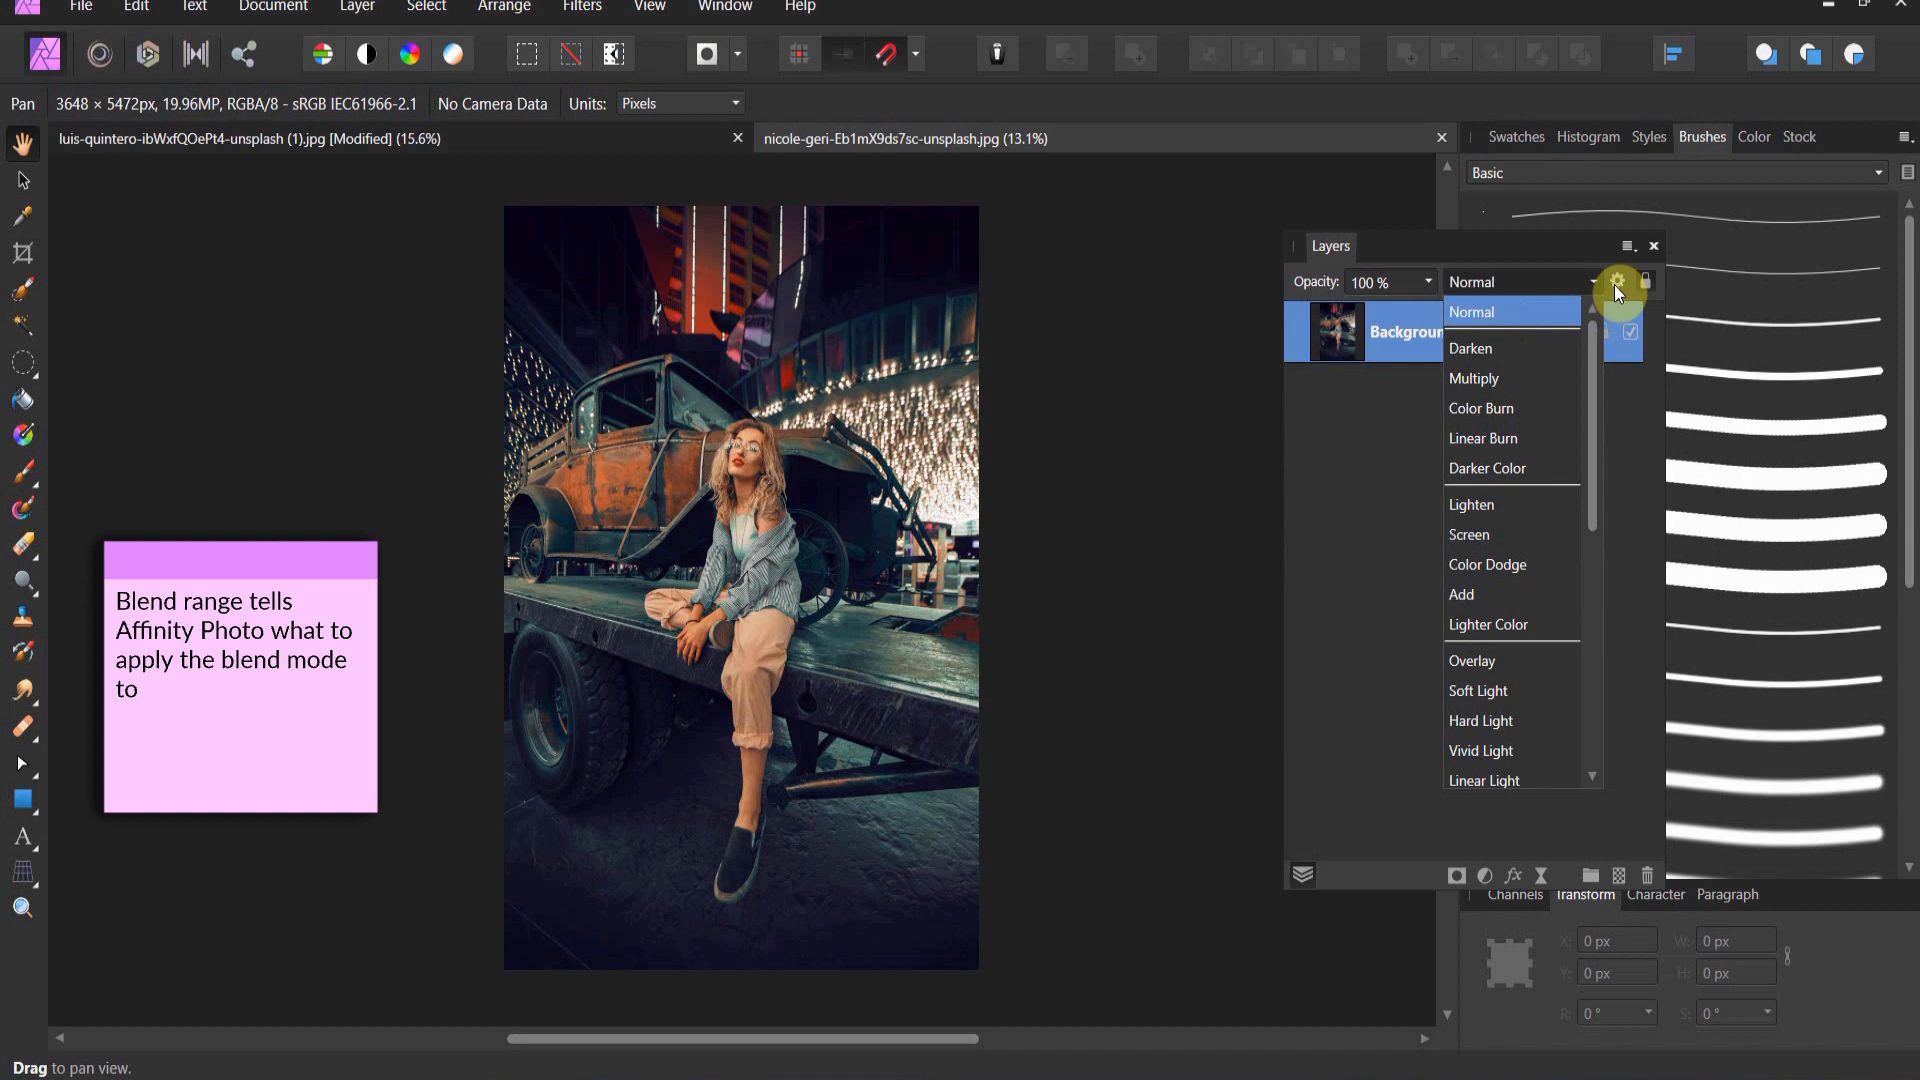 File Edit Text Document Layer Select Arrange Filters View Window Help
Pan 3648 × 5472px, 19.96MP, RGBA/8 - sRGB IEC61966-2.1 No Camera Data Units: Pixels
luis-quintero-ibWxfQOePt4-unsplash (1).jpg [Modified] (15.6%) nicole-geri-Eb1mX9ds7sc-unsplash.jpg (13.1%)
Swatches Histogram Styles Brushes Color Stock
Basic
Layers
Opacity: 100 % Normal
Normal
Backgroun
Darken
Multiply
Color Burn
Linear Burn
Darker Color
Lighten
Screen
Color Dodge
Add
Lighter Color
Overlay
Soft Light
Hard Light
Vivid Light
Linear Light
Blend range tells
Affinity Photo what to
apply the blend mode
to
fx
Channels Transform Character Paragraph
X: 0 px W: 0 px
Y: 0 px H: 0 px
R: 0 ° S: 0 °
Drag to pan view.